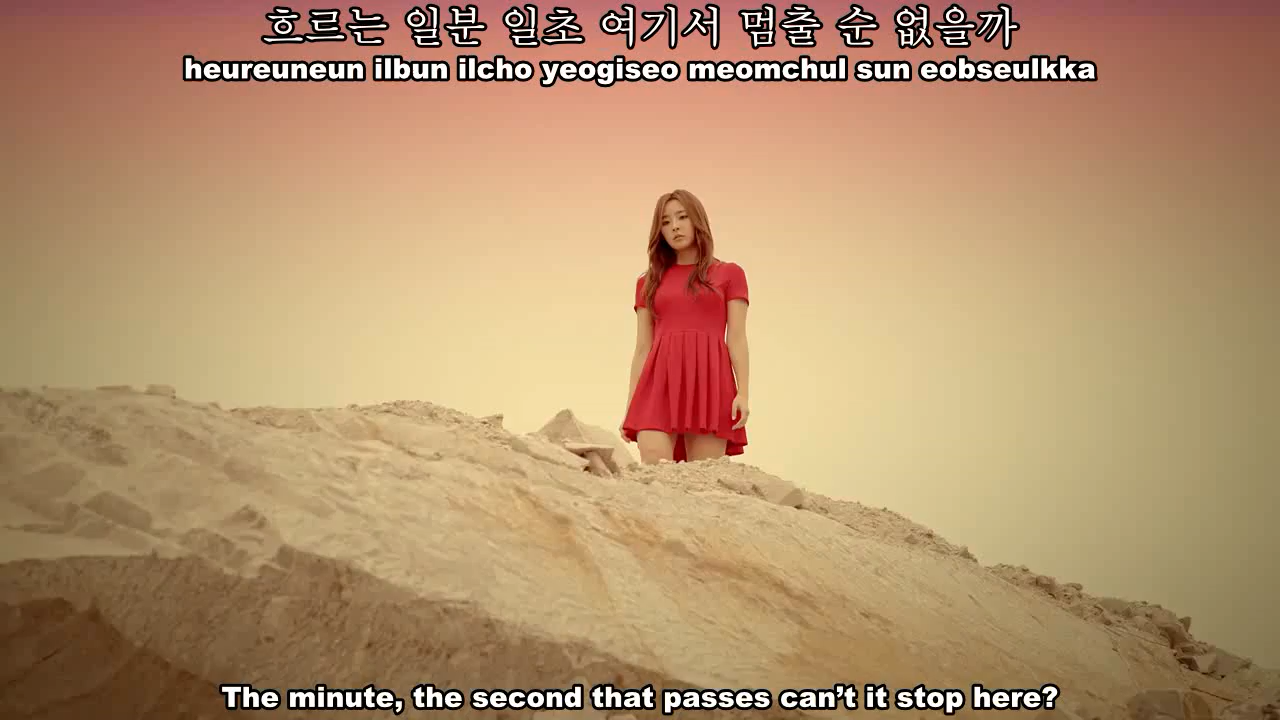 흐르는 일분 일초 여기서 멈출 순 없을까
heureuneun ilbun ilcho yeogiseo meomchul sun eobseulkka
The minute, the second that passes can't it stop here?